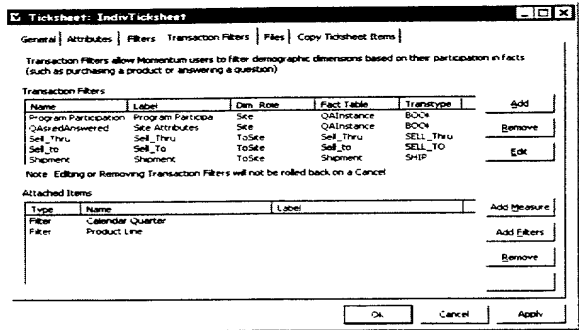 Ticksheet: IndivTicksheet
General Attributes Filters Transaction Filters Files Copy Ticksheet Items
Transaction Filters allow Momentum users to filter demographic dimensions based on their participation in facts
(such as purchasing a product or answering a question)
Transaction Filters
Name Label Dim_Role Fact Table Transtype
Program Participation Program Participa Site QAInstance BOO#
QAsredAnswered Site Attributes Site QAInstance BOO#
Sell_Thru Sell_Thru ToSite Sell_Thru SELL_Thru
Sell_to Sell_To ToSite Sell_to SELL_TO
Shipment Shipment ToSite Shipment SHIP
Add
Remove
Edit
Note Editing or Removing Transaction Filters will not be rolled back on a Cancel
Attached Items
Type Name Label
Filter Calendar Quarter
Filter Product Line
Add Measure
Add Filters
Remove
Ok Cancel Apply